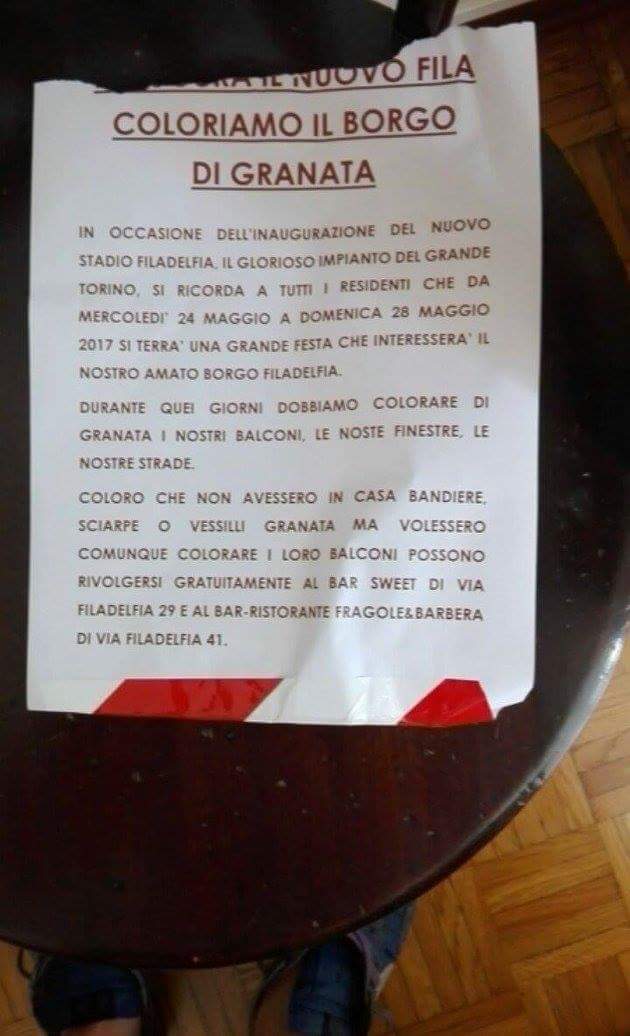 IL NUOVO FILA
COLORIAMO IL BORGO
DI GRANATA
IN OCCASIONE DELL'INAUGURAZIONE DEL NUOVO
STADIO FILADELFIA, IL GLORIOSO IMPIANTO DEL GRANDE
TORINO, SI RICORDA A TUTTI I RESIDENTI CHE DA
MERCOLEDI' 24 MAGGIO A DOMENICA 28 MAGGIO
2017 SI TERRA' UNA GRANDE FESTA CHE INTERESSERA' IL
NOSTRO AMATO BORGO FILADELFIA.
DURANTE QUEI GIORNI DOBBIAMO COLORARE DI
GRANATA I NOSTRI BALCONI, LE NOSTE FINESTRE, LE
NOSTRE STRADE.
COLORO CHE NON AVESSERO IN CASA BANDIERE,
SCIARPE O VESSILLI GRANATA MA VOLESSERO
COMUNQUE COLORARE I LORO BALCONI POSSONO
RIVOLGERSI GRATUITAMENTE AL BAR SWEET DI VIA
FILADELFIA 29 E AL BAR-RISTORANTE FRAGOLE&BARBERA
DI VIA FILADELFIA 41.